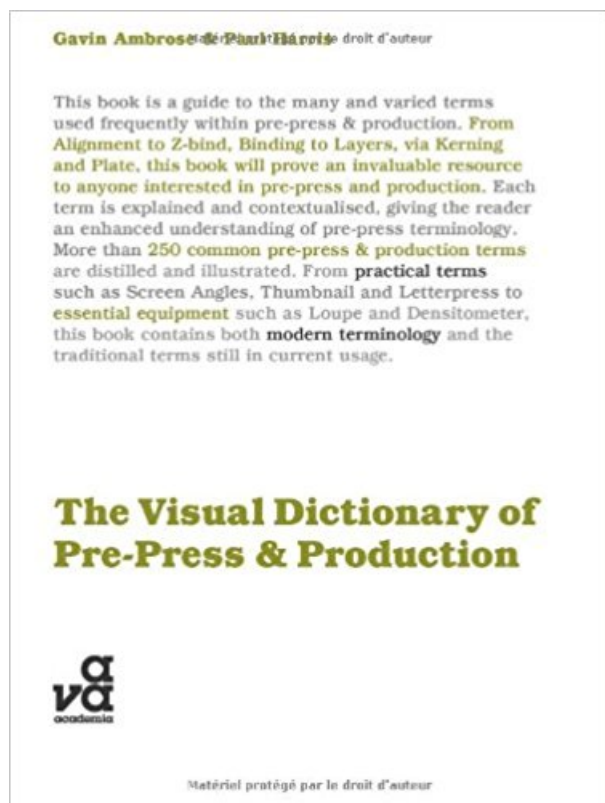 Gavin Ambrose & Paul Harris
Matériel protégé par le droit d'auteur
This book is a guide to the many and varied terms
used frequently within pre-press & production. From
Alignment to Z-bind, Binding to Layers, via Kerning
and Plate, this book will prove an invaluable resource
to anyone interested in pre-press and production. Each
term is explained and contextualised, giving the reader
an enhanced understanding of pre-press terminology.
More than 250 common pre-press & production terms
are distilled and illustrated. From practical terms
such as Screen Angles, Thumbnail and Letterpress to
essential equipment such as Loupe and Densitometer,
this book contains both modern terminology and the
traditional terms still in current usage.
The Visual Dictionary of
Pre-Press & Production
ava
academia
Matériel protégé par le droit d'auteur